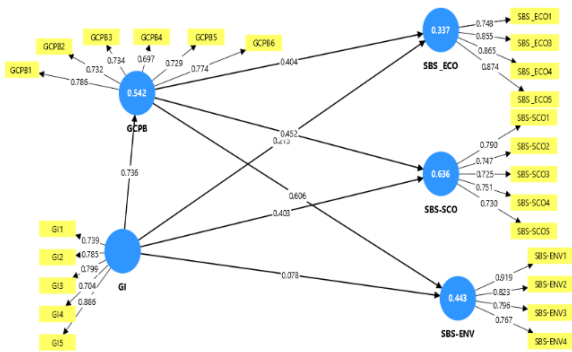 GCPB1
GCPB2
GCPB3
GCPB4
GCPB5
GCPB6
0.786
0.732
0.734
0.697
0.729
0.774
0.542
GCPB
0.736
GI1
GI2
GI3
GI4
GI5
0.739
0.785
0.799
0.704
0.886
GI
0.404
0.452
0.606
0.403
0.078
0.337
SBS_ECO
0.748
0.855
0.865
0.874
SBS_ECO1
SBS_ECO3
SBS_ECO4
SBS_ECO5
0.636
SBS-SCO
0.790
0.747
0.725
0.751
0.730
SBS-SCO1
SBS-SCO2
SBS-SCO3
SBS-SCO4
SBS-SCO5
0.443
SBS-ENV
0.919
0.823
0.796
0.767
SBS-ENV1
SBS-ENV2
SBS-ENV3
SBS-ENV4